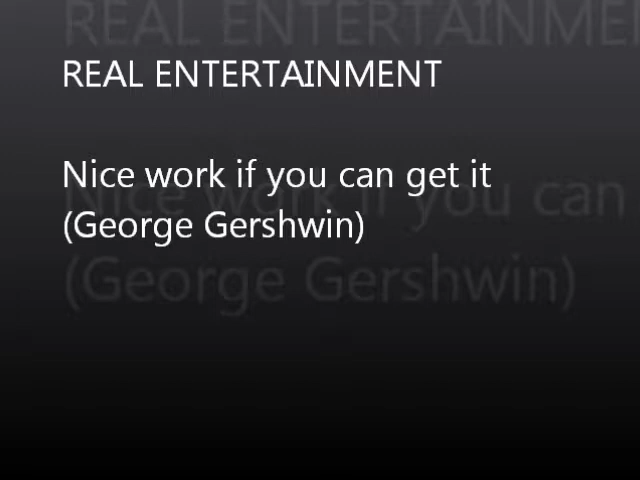 REAL ENTERTAINMENT
Nice work if you can get it
(George Gershwin)